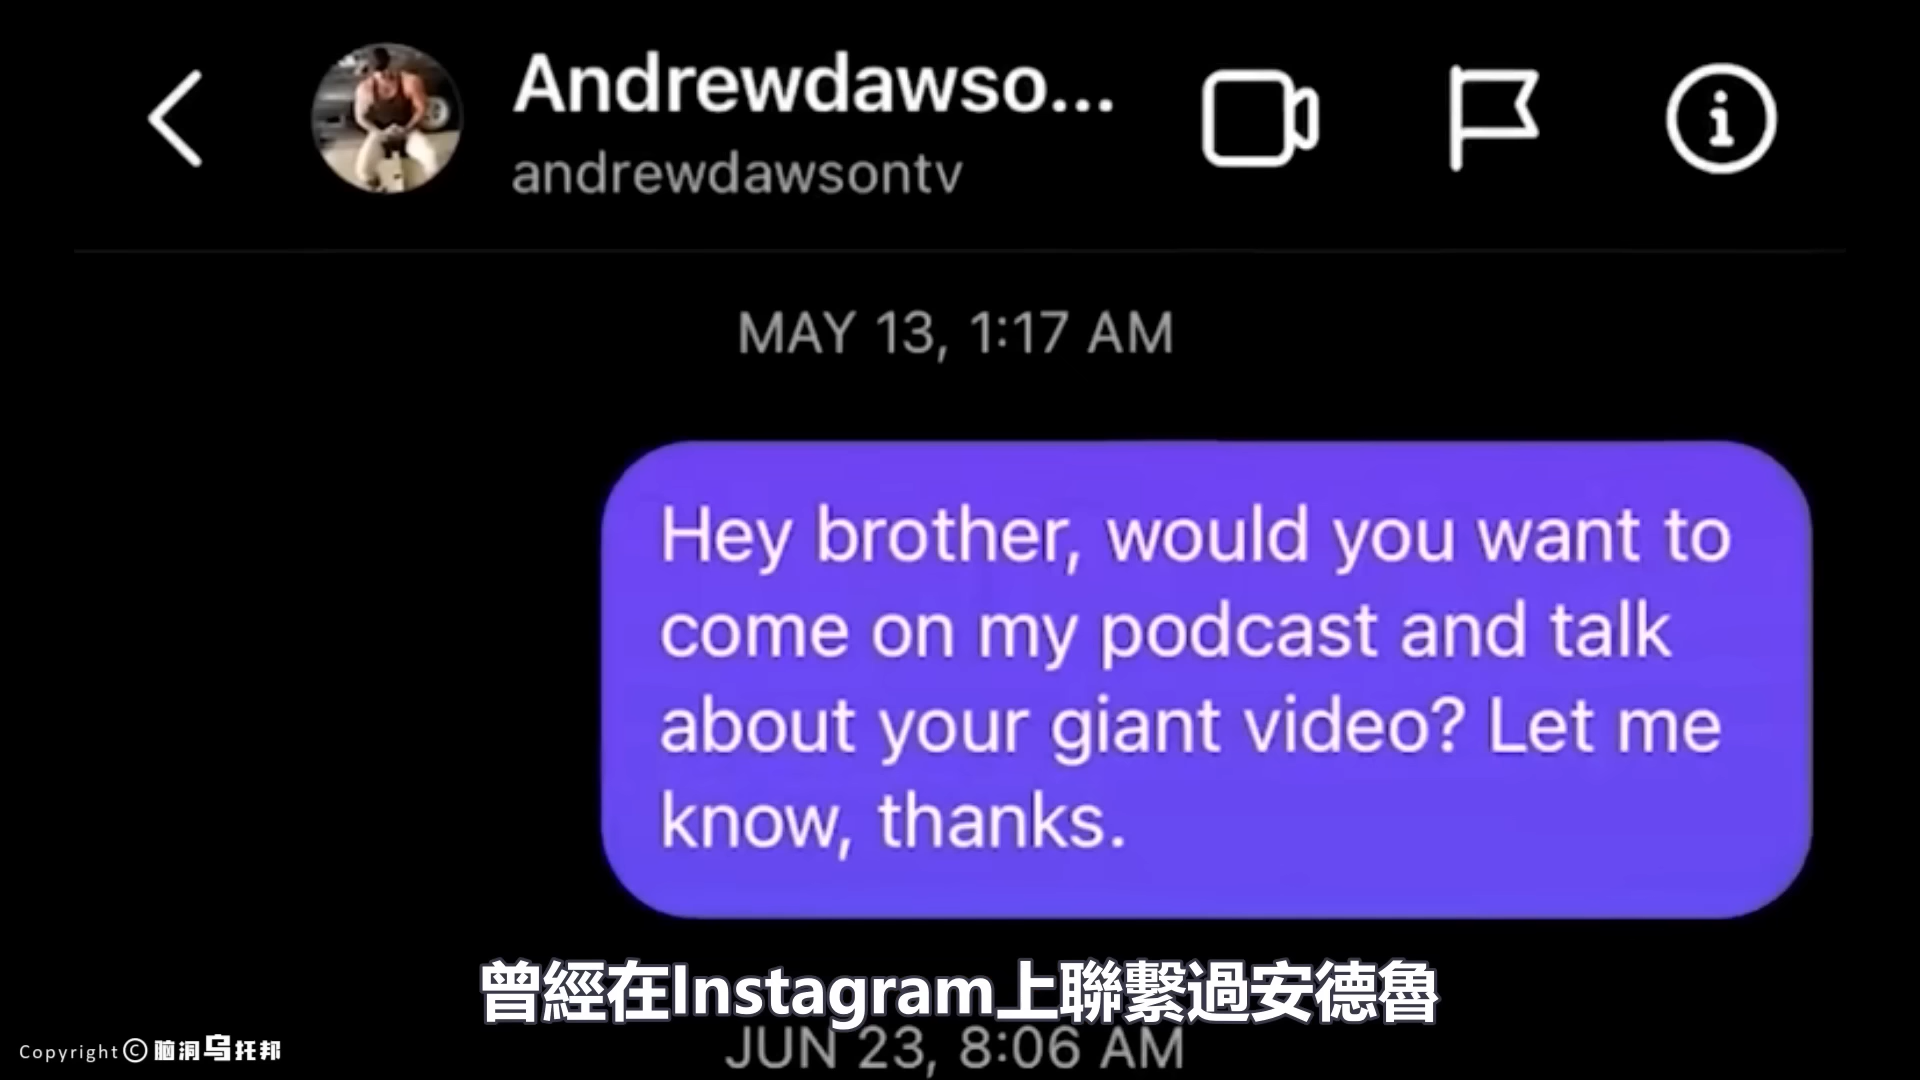 Andrewdawso...
andrewdawsontv
MAY 13, 1:17 AM
Hey brother, would you want to
come on my podcast and talk
about your giant video? Let me
know, thanks.
曾經在Instagram上聯繫過安德魯
JUN 23, 8:06 AM
Copyright © 脑洞乌托邦